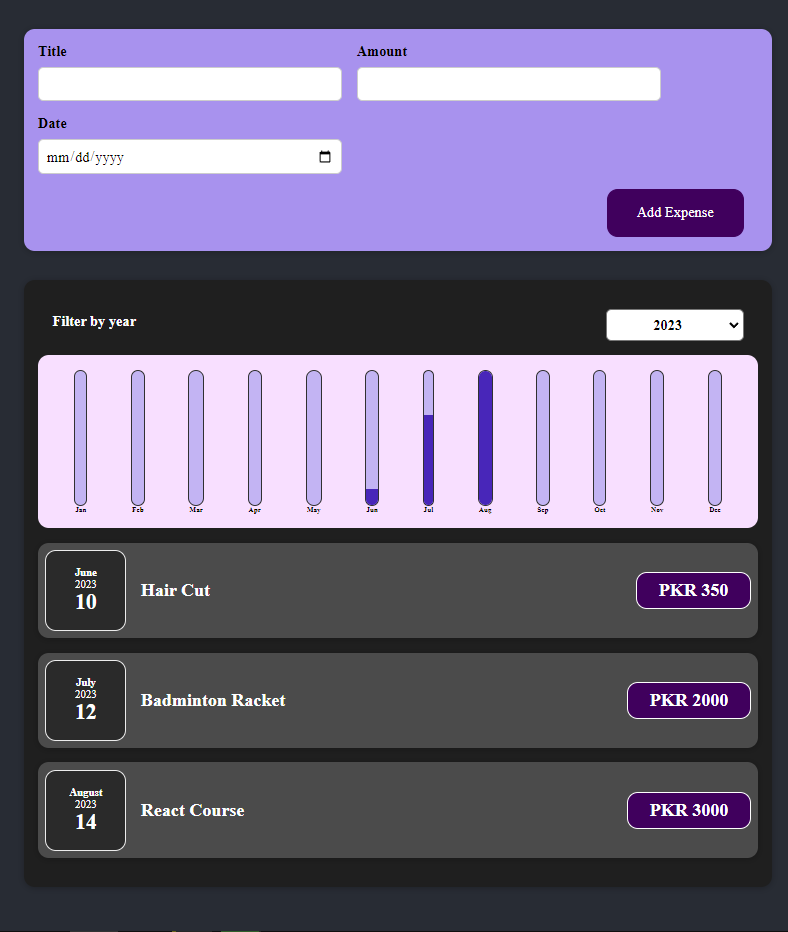 Title Amount
Date
mm/dd/yyyy
Add Expense
Filter by year 2023
Jan Feb Mar Apr May Jun Jul Aug Sep Oct Nov Dec
June
2023
10
Hair Cut PKR 350
July
2023
12
Badminton Racket PKR 2000
August
2023
14
React Course PKR 3000